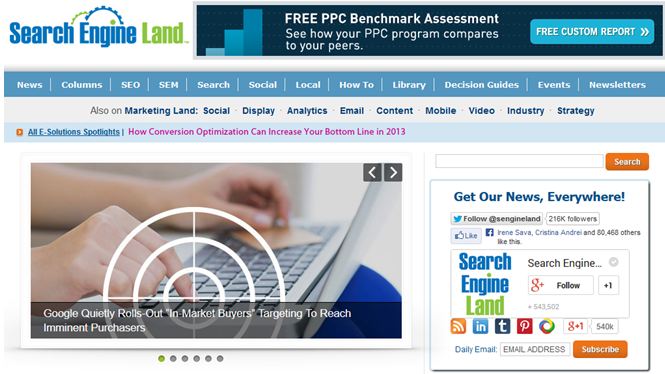 Search Engine Land
FREE PPC Benchmark Assessment
See how your PPC program compares
to your peers.
FREE CUSTOM REPORT
News Columns SEO SEM Search Social Local How To Library Decision Guides Events Newsletters
Also on Marketing Land: Social · Display · Analytics · Email · Content · Mobile · Video · Industry · Strategy
All E-Solutions Spotlights | How Conversion Optimization Can Increase Your Bottom Line in 2013
Search
Google Quietly Rolls-Out "In-Market Buyers" Targeting To Reach
Imminent Purchasers
Get Our News, Everywhere!
Follow @sengineland 216K followers
Like Irene Sava, Cristina Andrei and 80,468 others
like this.
Search
Engine
Land
Search Engine...
g+ Follow +1
+ 543,502
in t g+1 540k
Daily Email: EMAIL ADDRESS Subscribe